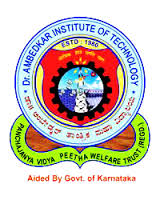 Dr. AMBEDKAR INSTITUTE OF TECHNOLOGY
ESTD : 1980
PANCHAJANYA VIDYA PEETHA WELFARE TRUST (REGD.)
Aided By Govt. of Karnataka